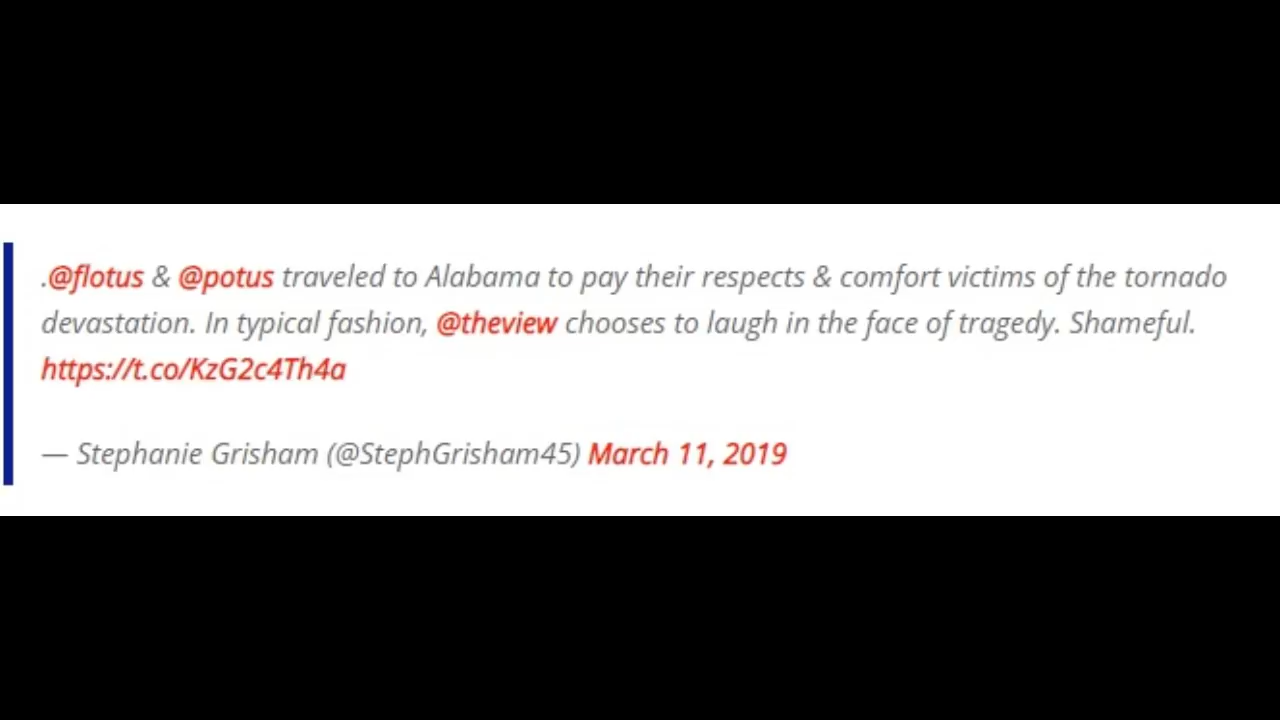 .@flotus & @potus traveled to Alabama to pay their respects & comfort victims of the tornado
devastation. In typical fashion, @theview chooses to laugh in the face of tragedy. Shameful.
https://t.co/KzG2c4Th4a
— Stephanie Grisham (@StephGrisham45) March 11, 2019